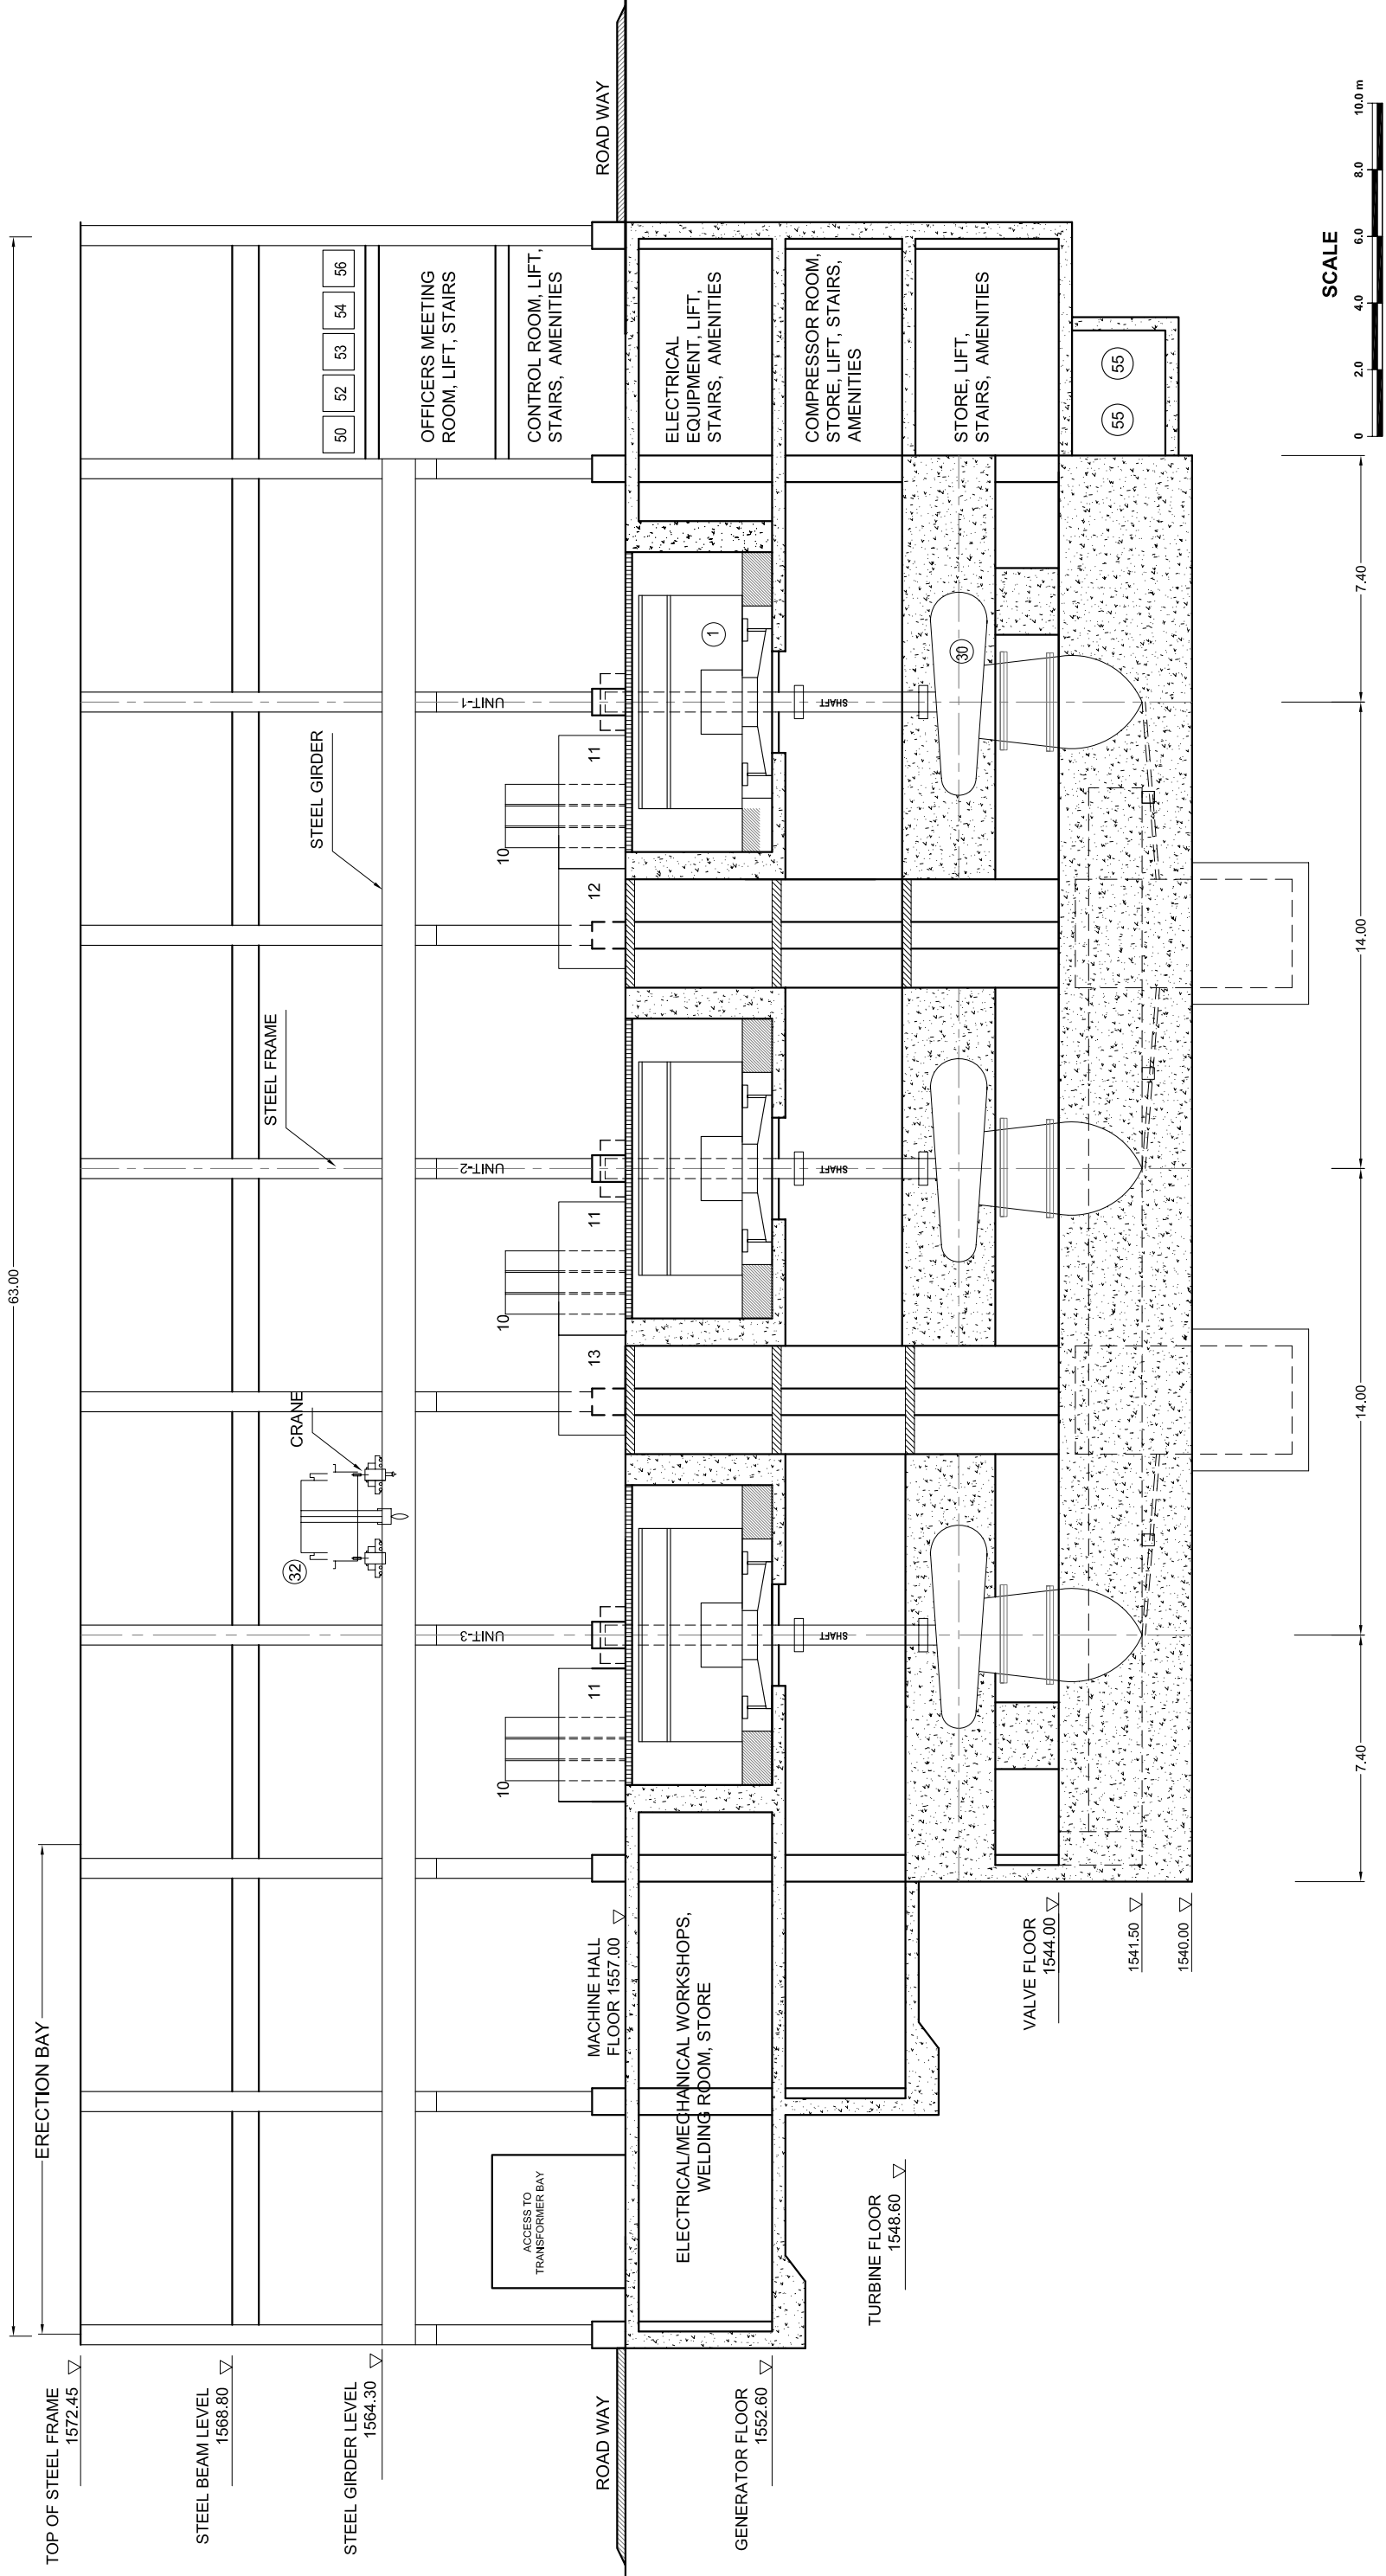 63.00
ERECTION BAY
TOP OF STEEL FRAME
1572.45
STEEL BEAM LEVEL
1568.80
STEEL GIRDER LEVEL
1564.30
ROAD WAY
GENERATOR FLOOR
1552.60
TURBINE FLOOR
1548.60
MACHINE HALL
FLOOR 1557.00
VALVE FLOOR
1544.00
1541.50
1540.00
ACCESS TO
TRANSFORMER BAY
ELECTRICAL/MECHANICAL WORKSHOPS,
WELDING ROOM, STORE
32
CRANE
STEEL FRAME
STEEL GIRDER
UNIT-3
UNIT-2
UNIT-1
10
11
13
10
11
12
10
11
SHAFT
SHAFT
SHAFT
1
30
50
52
53
54
56
OFFICERS MEETING
ROOM, LIFT, STAIRS
CONTROL ROOM, LIFT,
STAIRS, AMENITIES
ELECTRICAL
EQUIPMENT, LIFT,
STAIRS, AMENITIES
COMPRESSOR ROOM,
STORE, LIFT, STAIRS,
AMENITIES
STORE, LIFT,
STAIRS, AMENITIES
55
55
ROAD WAY
7.40
14.00
14.00
7.40
SCALE
0
2.0
4.0
6.0
8.0
10.0 m